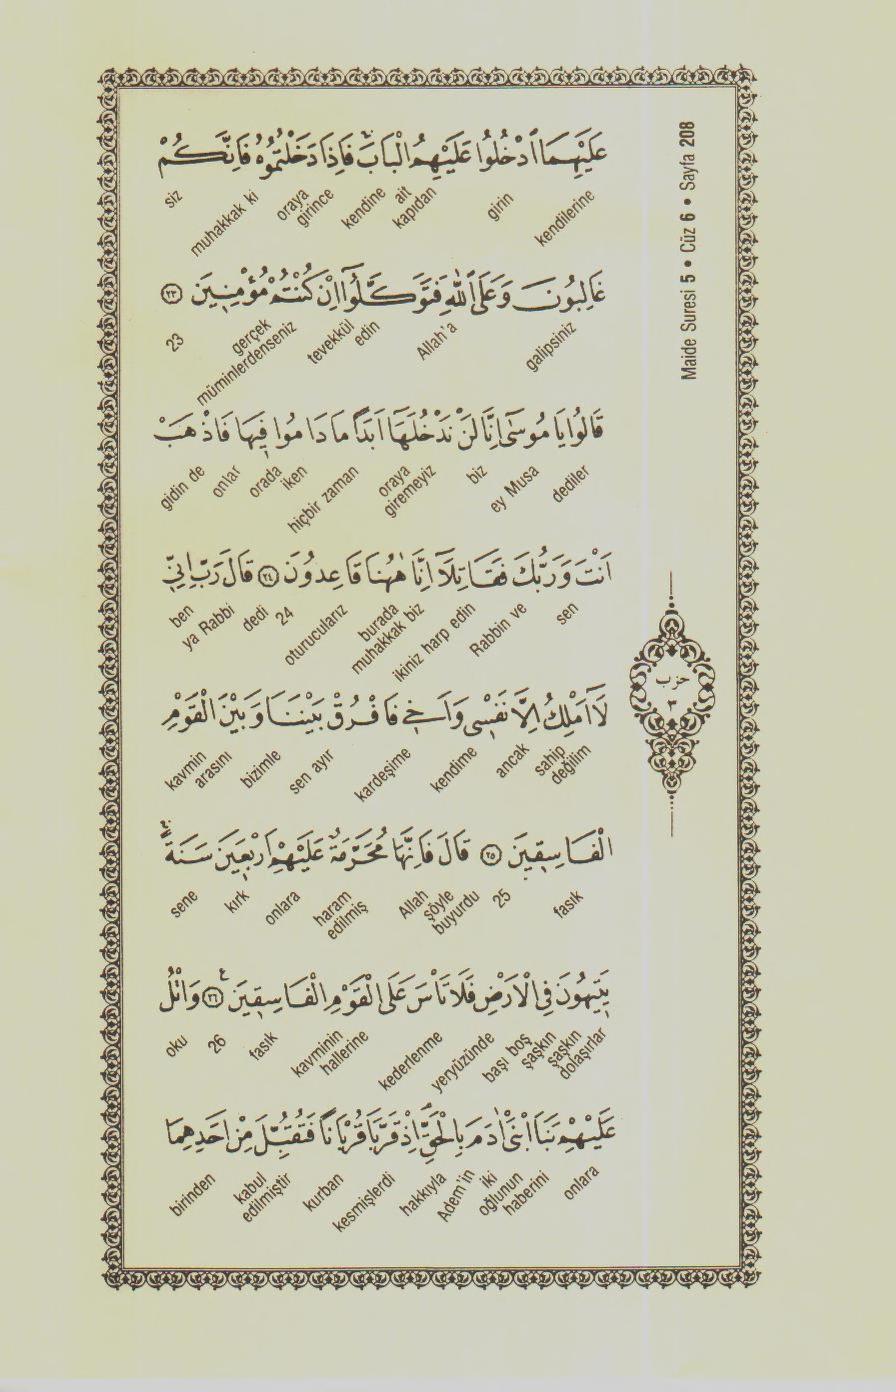 Maide Suresi 5 • Cüz 6 • Sayfa 208
عَلَيْهِمَا ادْخُلُوا عَلَيْهِمُ الْبَابَ فَاِذَا دَخَلْتُمُوهُ فَاِنَّكُمْ
kendilerine girin ait kapıdan kendine oraya girince muhakkak ki siz
غَالِبُونَ وَعَلَى اللّٰهِ فَتَوَكَّلُوا اِنْ كُنْتُمْ مُؤْمِنِينَ ﴿٢٣﴾
galipsiniz Allah'a tevekkül edin gerçek müminlerdenseniz 23
قَالُوا يَا مُوسٰٓى اِنَّا لَنْ نَدْخُلَهَٓا اَبَدًا مَا دَامُوا فِيهَا فَاذْهَبْ
dediler ey Musa biz oraya giremeyiz hiçbir zaman iken orada onlar gidin de
اَنْتَ وَرَبُّكَ فَقَاتِلَٓا اِنَّا هٰهُنَا قَاعِدُونَ ﴿٢٤﴾ قَالَ رَبِّ اِنِّي
sen Rabbin ve ikiniz harp edin burada muhakkak biz oturucularız 24 dedi ya Rabbi ben
حزب
٣
لَٓا اَمْلِكُ اِلَّا نَفْسِي وَاَخِي فَافْرُقْ بَيْنَنَا وَبَيْنَ الْقَوْمِ
sahip değilim ancak kendime kardeşime sen ayır bizimle kavmin arasını
الْفَاسِقِينَ ﴿٢٥﴾ قَالَ فَاِنَّهَا مُحَرَّمَةٌ عَلَيْهِمْ اَرْبَعِينَ سَنَةً
fasık 25 Allah şöyle buyurdu haram edilmiş onlara kırk sene
يَتِيهُونَ فِي الْاَرْضِ فَلَا تَأْسَ عَلَى الْقَوْمِ الْفَاسِقِينَ ﴿٢٦﴾ وَاتْلُ
başı boş şaşkın şaşkın dolaşırlar yeryüzünde kederlenme kavminin hallerine fasık 26 oku
عَلَيْهِمْ نَبَاَ ابْنَيْ اٰدَمَ بِالْحَقِّ اِذْ قَرَّبَا قُرْبَانًا فَتُقُبِّلَ مِنْ اَحَدِهِمَا
onlara iki oğlunun haberini Adem'in hakkıyla kesmişlerdi kurban kabul edilmiştir birinden